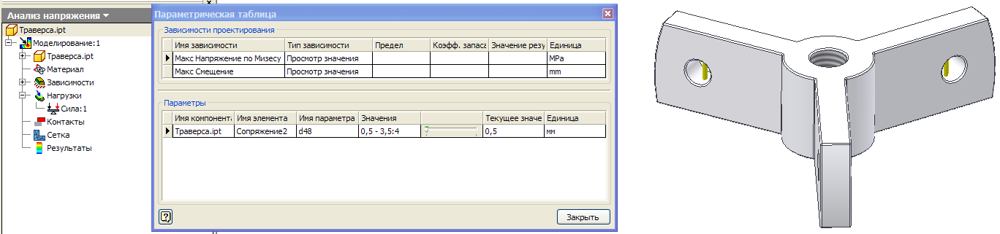 Анализ напряжения
Траверса.ipt
Моделирование:1
Траверса.ipt
Материал
Зависимости
Нагрузки
Сила:1
Контакты
Сетка
Результаты
Параметрическая таблица
Зависимости проектирования
Имя зависимости Тип зависимости Предел Коэфф. запаса Значение резу Единица
Макс Напряжение по Мизесу Просмотр значения MPa
Макс Смещение Просмотр значения mm
Параметры
Имя компонента Имя элемента Имя параметра Значения Текущее значе Единица
Траверса.ipt Сопряжение2 d48 0,5 - 3,5:4 0,5 мм
?
Закрыть